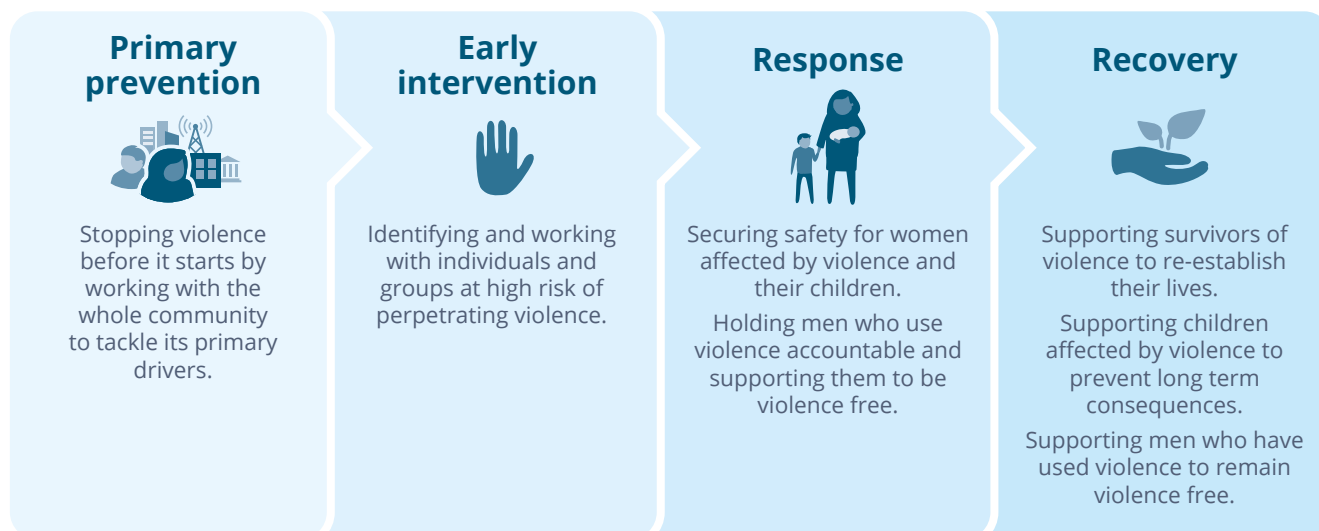 Primary
prevention
Stopping violence
before it starts by
working with the
whole community
to tackle its primary
drivers.
Early
intervention
Identifying and working
with individuals and
groups at high risk of
perpetrating violence.
Response
Securing safety for women
affected by violence and
their children.
Holding men who use
violence accountable and
supporting them to be
violence free.
Recovery
Supporting survivors of
violence to re-establish
their lives.
Supporting children
affected by violence to
prevent long term
consequences.
Supporting men who have
used violence to remain
violence free.